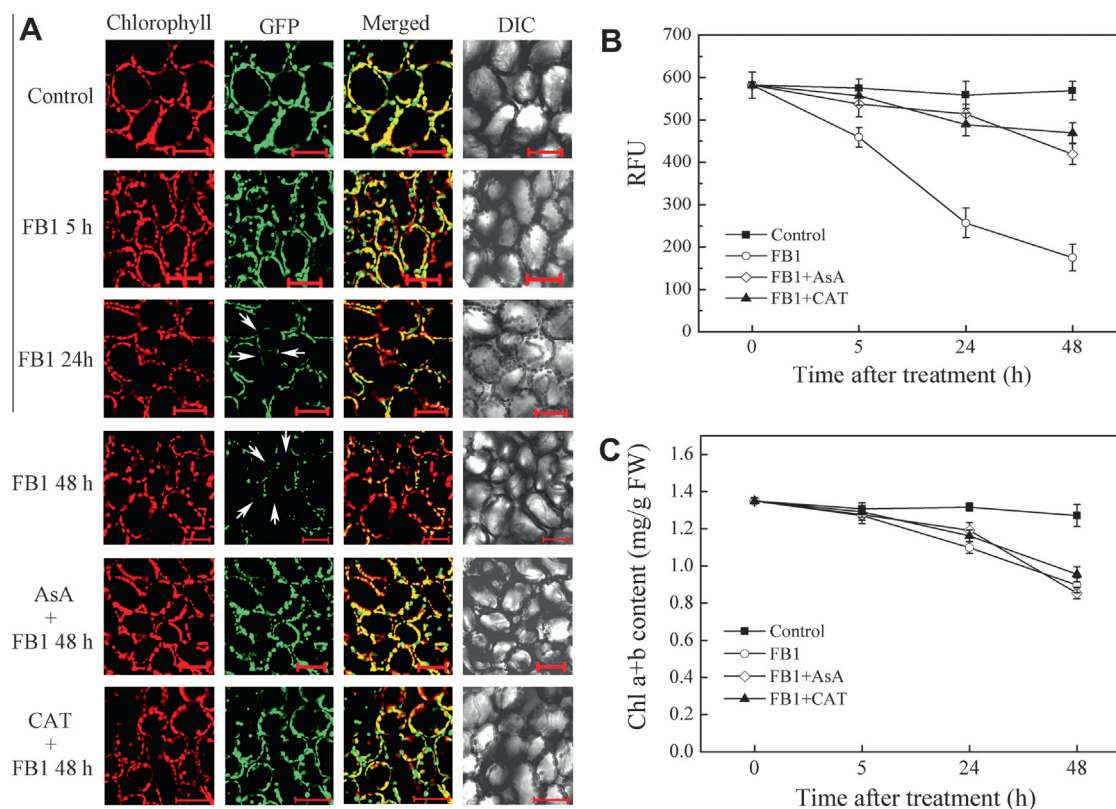 A
Chlorophyll GFP Merged DIC
Control
FB1 5 h
FB1 24h
FB1 48 h
AsA
+
FB1 48 h
CAT
+
FB1 48 h
B
700
600
500
400
300
200
100
0
RFU
Control
FB1
FB1+AsA
FB1+CAT
0 5 24 48
Time after treatment (h)
C
1.6
1.4
1.2
1.0
0.8
0.6
0.4
0.2
0.0
Chl a+b content (mg/g FW)
Control
FB1
FB1+AsA
FB1+CAT
0 5 24 48
Time after treatment (h)